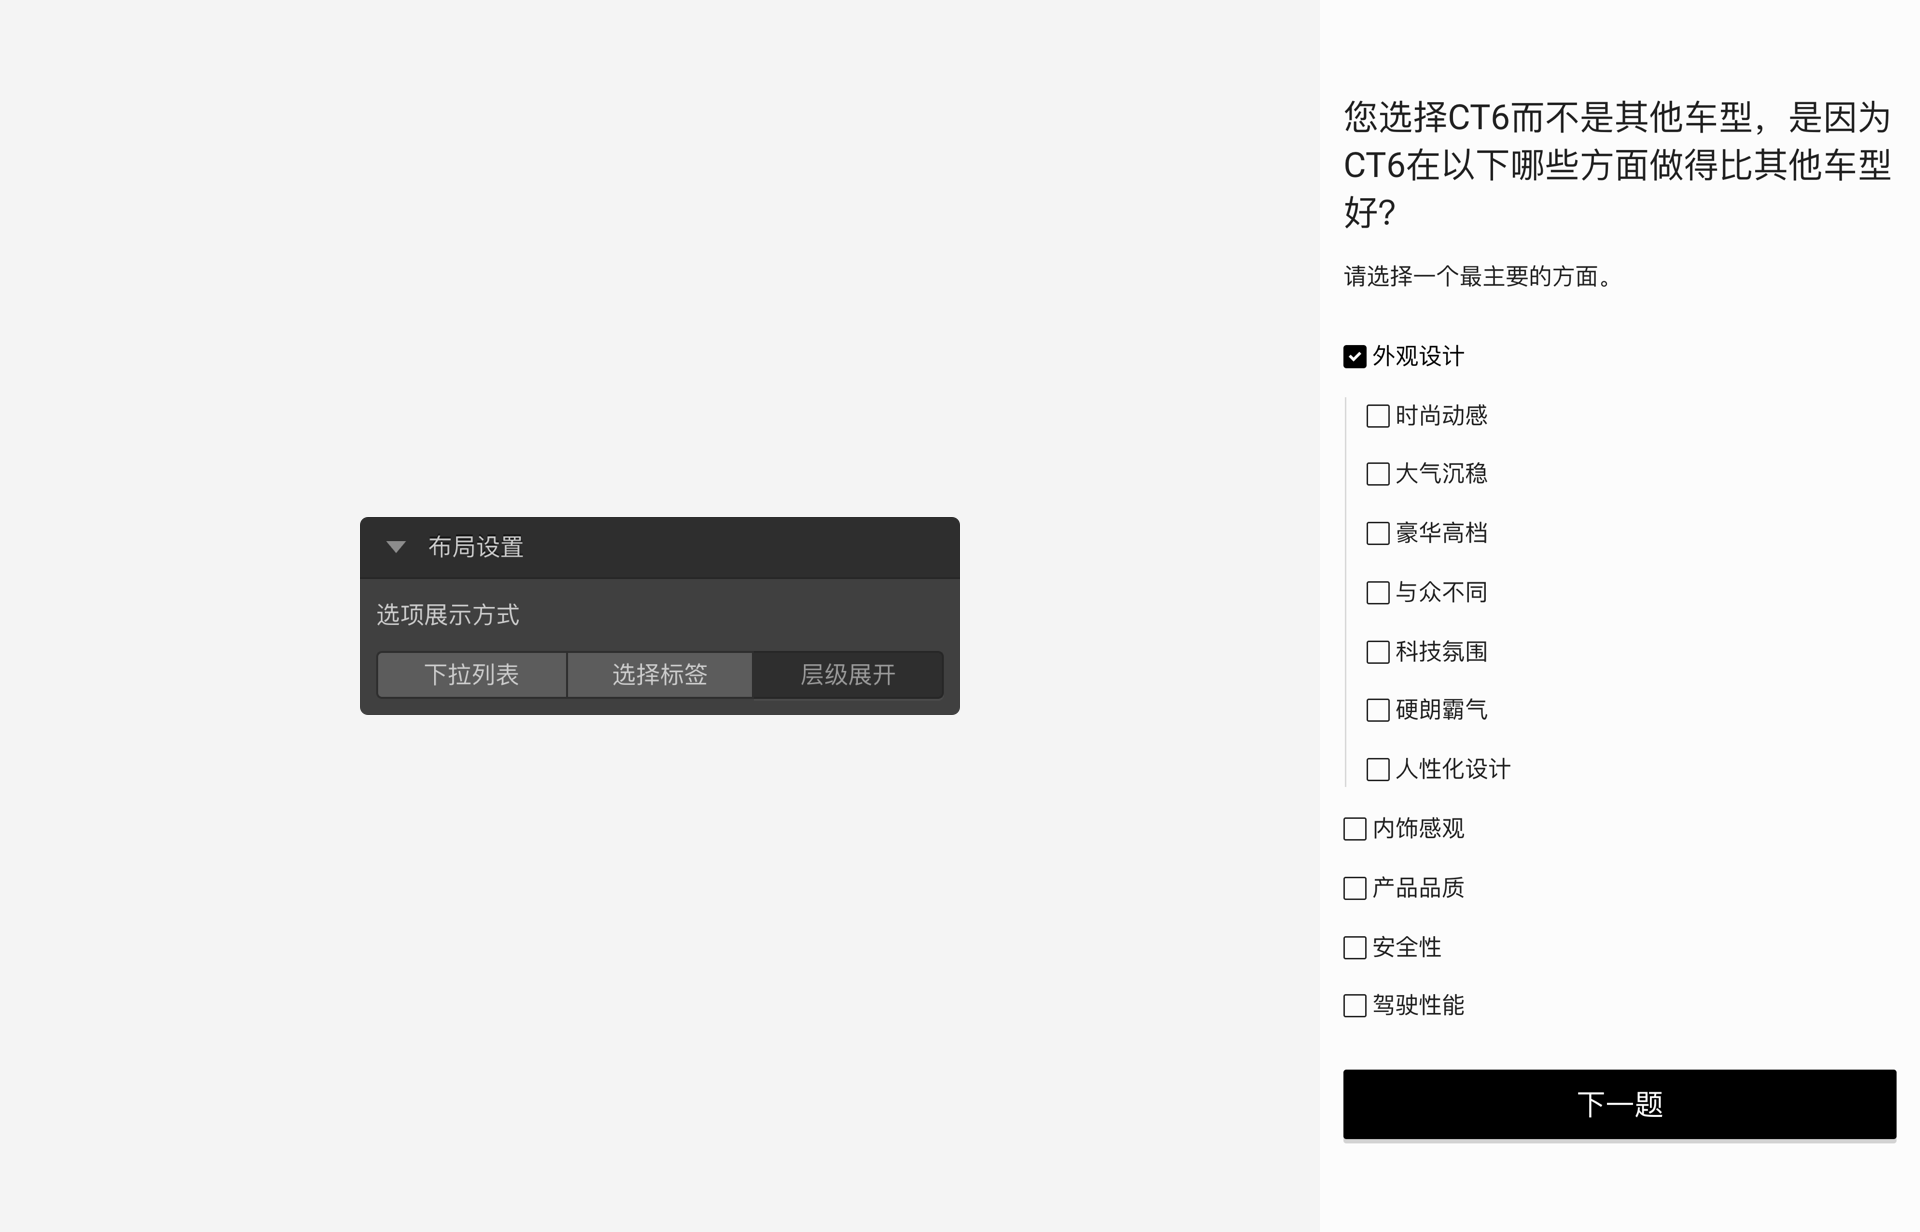 布局设置
选项展示方式
下拉列表 选择标签 层级展开
您选择CT6而不是其他车型，是因为
CT6在以下哪些方面做得比其他车型
好?
请选择一个最主要的方面。
外观设计
时尚动感
大气沉稳
豪华高档
与众不同
科技氛围
硬朗霸气
人性化设计
内饰感观
产品品质
安全性
驾驶性能
下一题